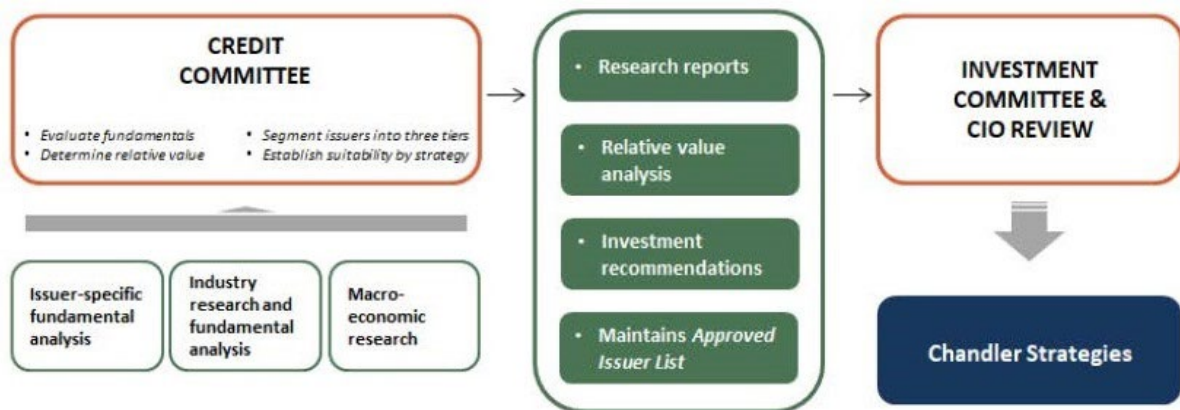 CREDIT
COMMITTEE
• Evaluate fundamentals
• Determine relative value
• Segment issuers into three tiers
• Establish suitability by strategy
Issuer-specific
fundamental
analysis
Industry
research and
fundamental
analysis
Macro-
economic
research
• Research reports
• Relative value
analysis
• Investment
recommendations
• Maintains Approved
Issuer List
INVESTMENT
COMMITTEE &
CIO REVIEW
Chandler Strategies